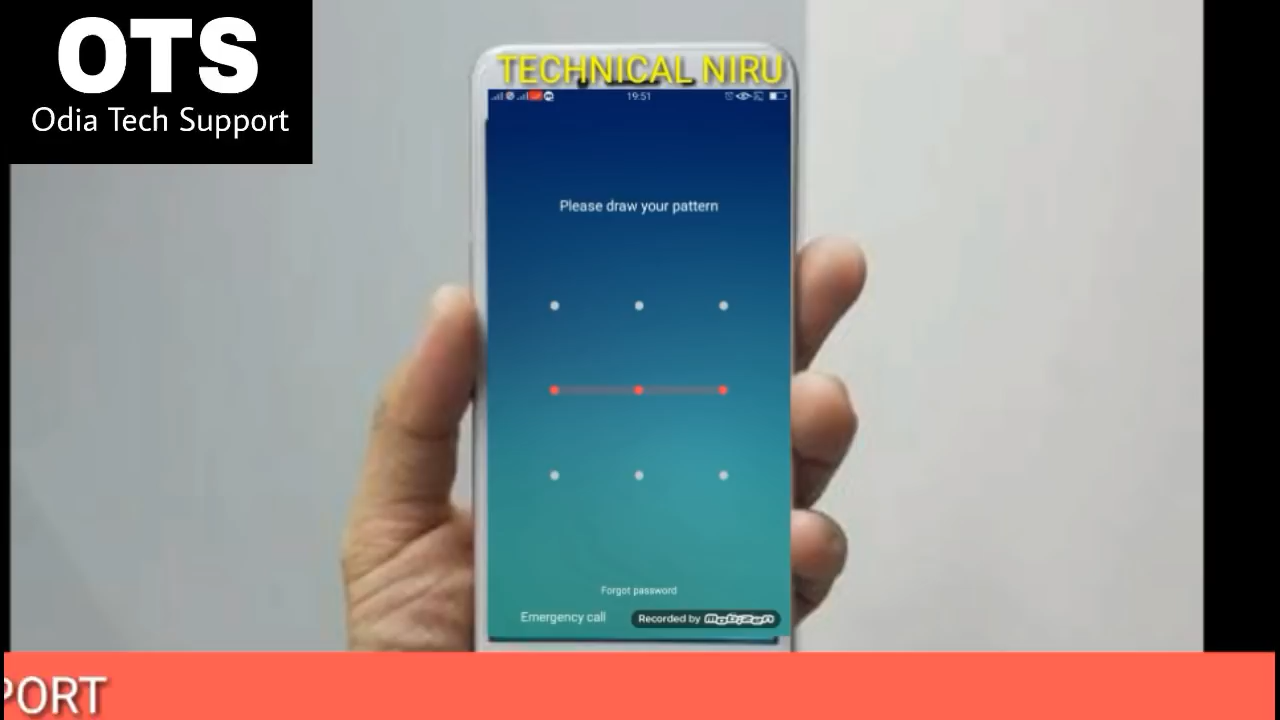 OTS
Odia Tech Support
TECHNICAL NIRU
19:51
Please draw your pattern
Forgot password
Emergency call
Recorded by mobizen
PORT